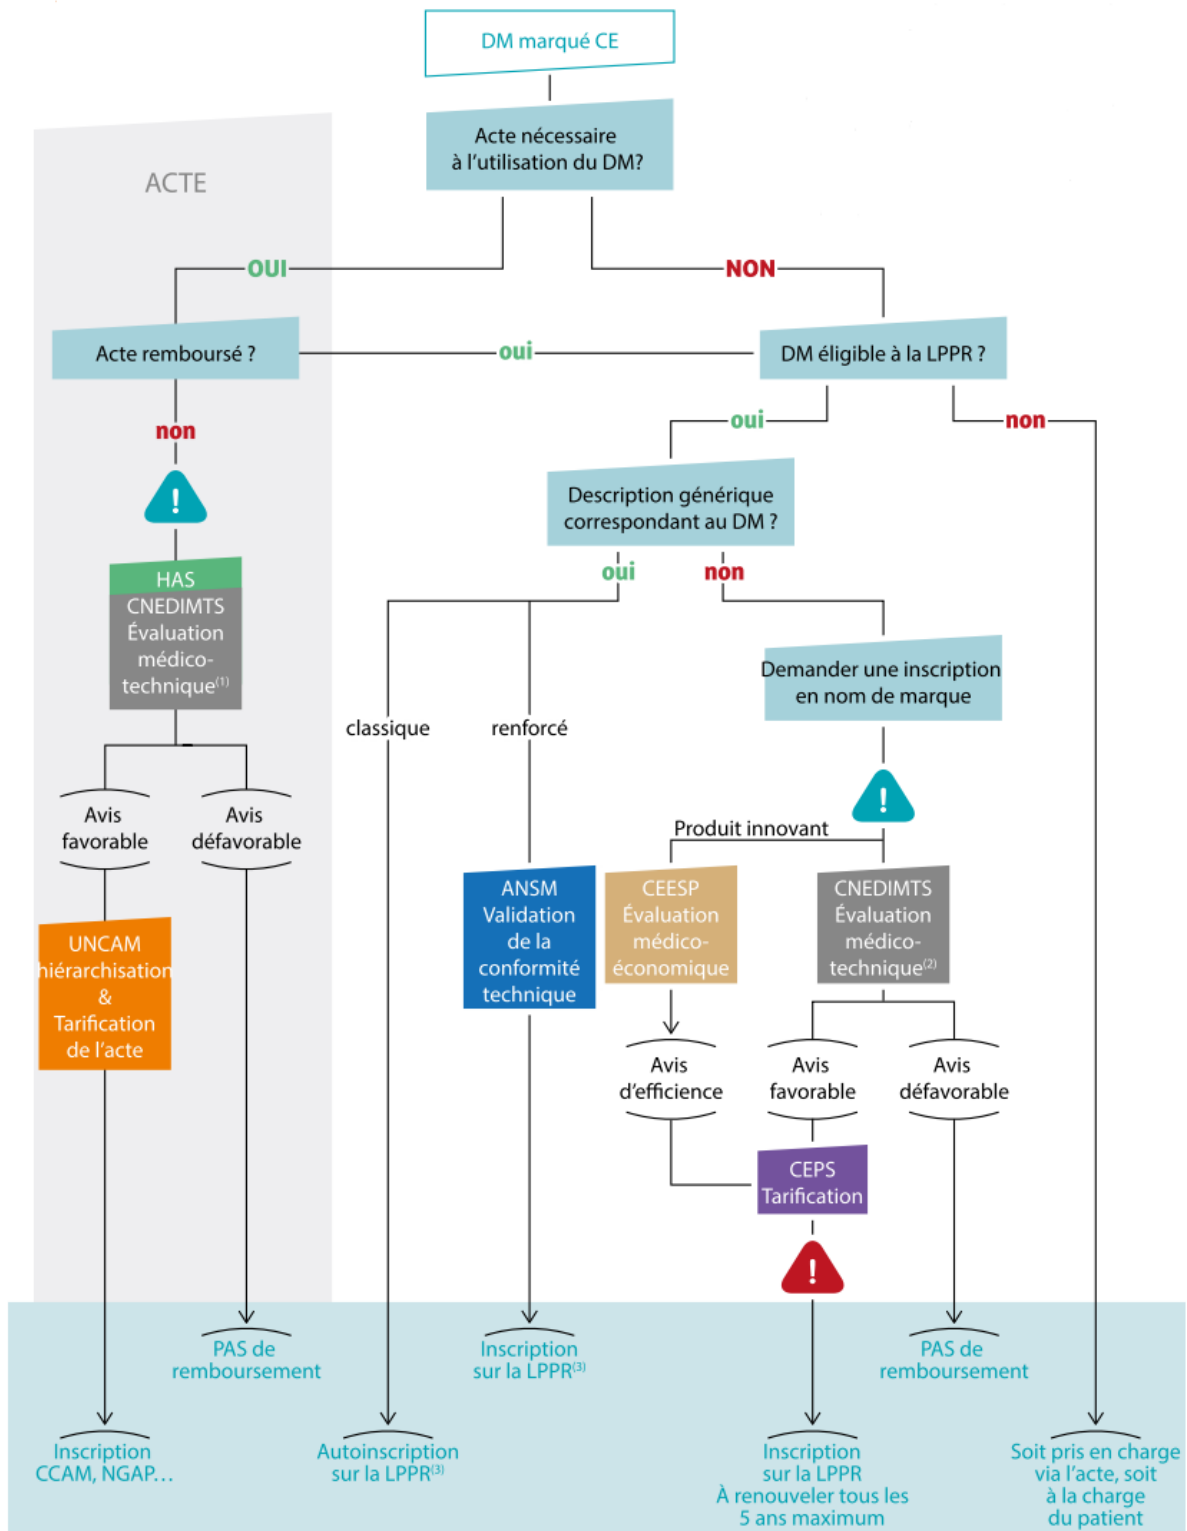 DM marqué CE
Acte nécessaire
à l'utilisation du DM?
ACTE
OUI
NON
Acte remboursé ?
oui
DM éligible à la LPPR ?
non
oui
non
!
Description générique
correspondant au DM ?
oui
non
HAS
CNEDIMTS
Évaluation
médico-
technique(1)
Demander une inscription
en nom de marque
classique
renforcé
!
Avis
favorable
Avis
défavorable
Produit innovant
ANSM
Validation
de la
conformité
technique
CEESP
Évaluation
médico-
économique
CNEDIMTS
Évaluation
médico-
technique(2)
UNCAM
hiérarchisation
&
Tarification
de l'acte
Avis
d'efficience
Avis
favorable
Avis
défavorable
CEPS
Tarification
!
PAS de
remboursement
Inscription
sur la LPPR(3)
PAS de
remboursement
Inscription
CCAM, NGAP…
Autoinscription
sur la LPPR(3)
Inscription
sur la LPPR
À renouveler tous les
5 ans maximum
Soit pris en charge
via l'acte, soit
à la charge
du patient